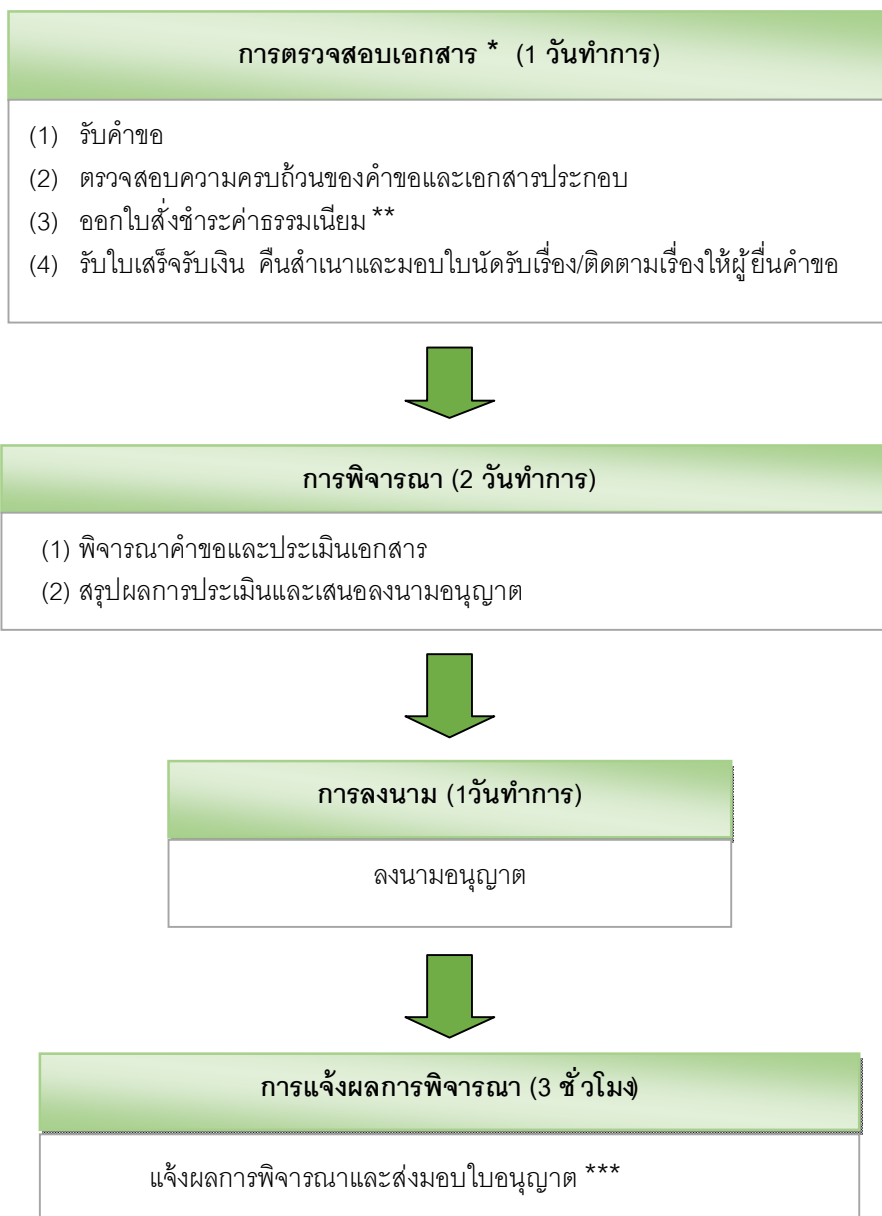 การตรวจสอบเอกสาร * (1 วันทำการ)
(1) รับคำขอ
(2) ตรวจสอบความครบถ้วนของคำขอและเอกสารประกอบ
(3) ออกใบสั่งชำระค่าธรรมเนียม **
(4) รับใบเสร็จรับเงิน คืนสำเนาและมอบใบนัดรับเรื่อง/ติดตามเรื่องให้ผู้ยื่นคำขอ
การพิจารณา (2 วันทำการ)
(1) พิจารณาคำขอและประเมินเอกสาร
(2) สรุปผลการประเมินและเสนอลงนามอนุญาต
การลงนาม (1วันทำการ)
ลงนามอนุญาต
การแจ้งผลการพิจารณา (3 ชั่วโมง)
แจ้งผลการพิจารณาและส่งมอบใบอนุญาต ***